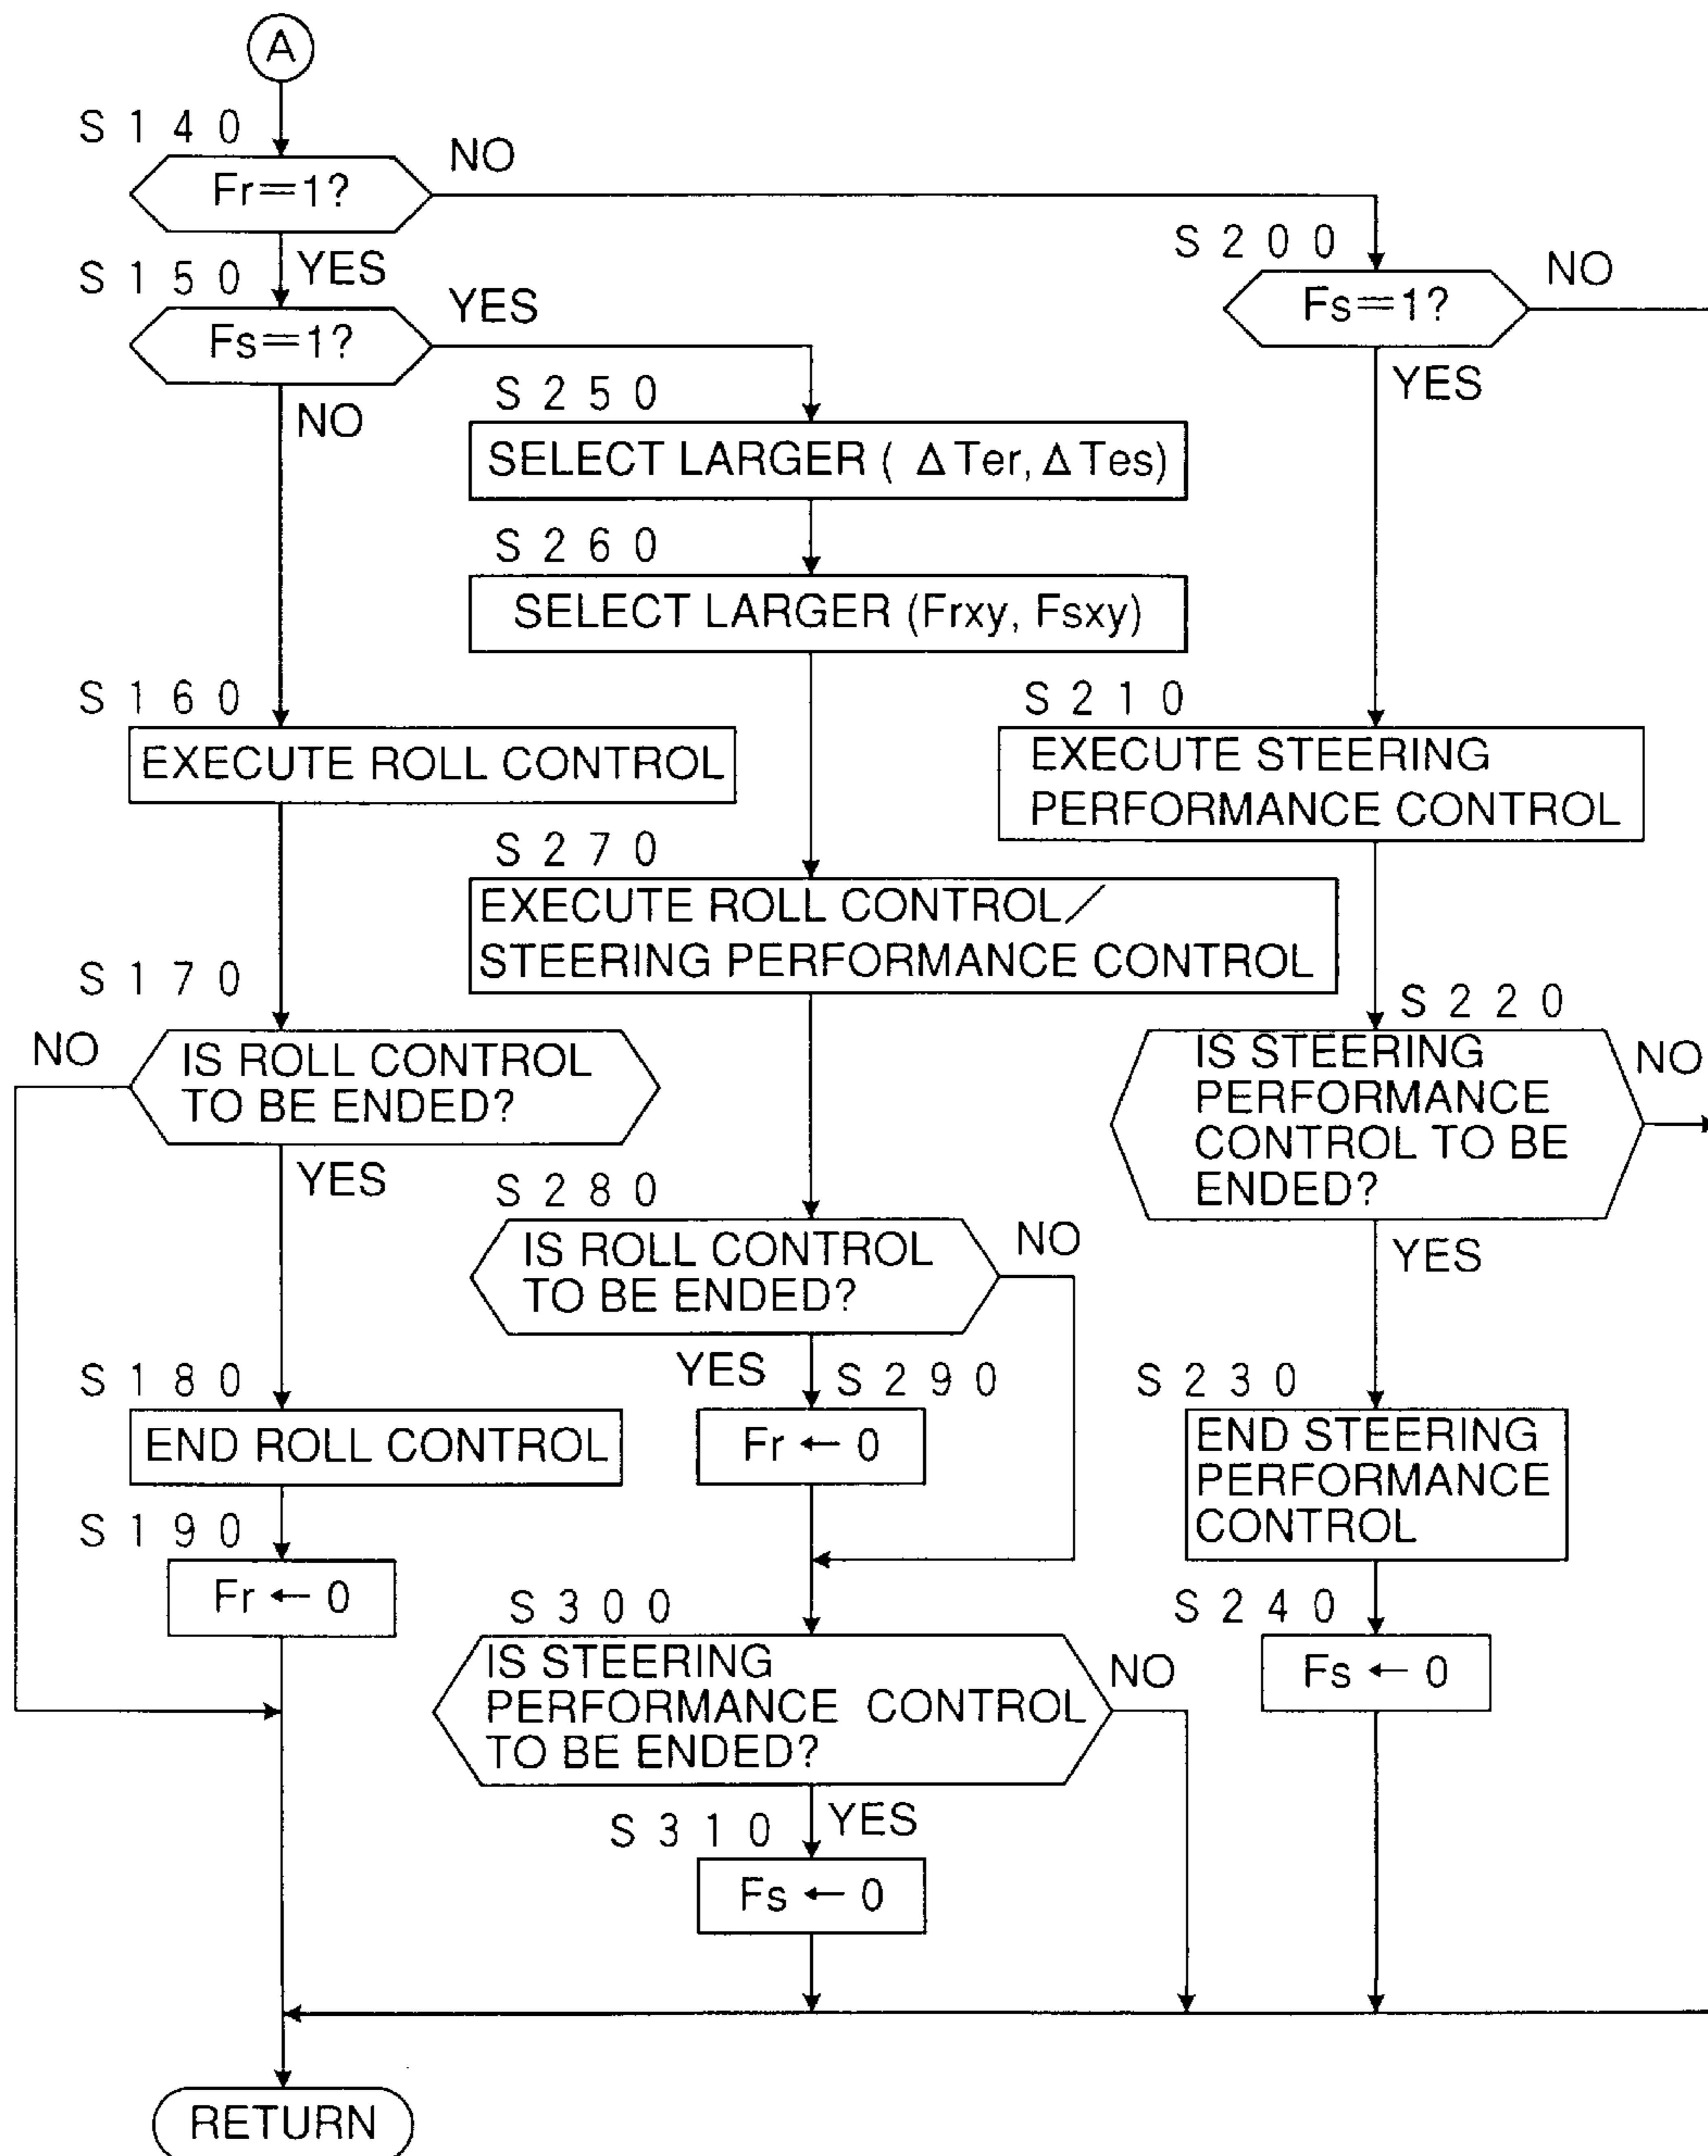 A
S140
Fr=1?
NO
YES
S150
Fs=1?
YES
NO
S200
Fs=1?
NO
YES
S250
SELECT LARGER ( ΔTer, ΔTes)
S260
SELECT LARGER (Frxy, Fsxy)
S160
EXECUTE ROLL CONTROL
S210
EXECUTE STEERING
PERFORMANCE CONTROL
S270
EXECUTE ROLL CONTROL/
STEERING PERFORMANCE CONTROL
S170
IS ROLL CONTROL
TO BE ENDED?
NO
YES
S220
IS STEERING
PERFORMANCE
CONTROL TO BE
ENDED?
NO
YES
S280
IS ROLL CONTROL
TO BE ENDED?
NO
YES
S290
Fr ← 0
S180
END ROLL CONTROL
S190
Fr ← 0
S230
END STEERING
PERFORMANCE
CONTROL
S240
Fs ← 0
S300
IS STEERING
PERFORMANCE CONTROL
TO BE ENDED?
NO
YES
S310
Fs ← 0
RETURN